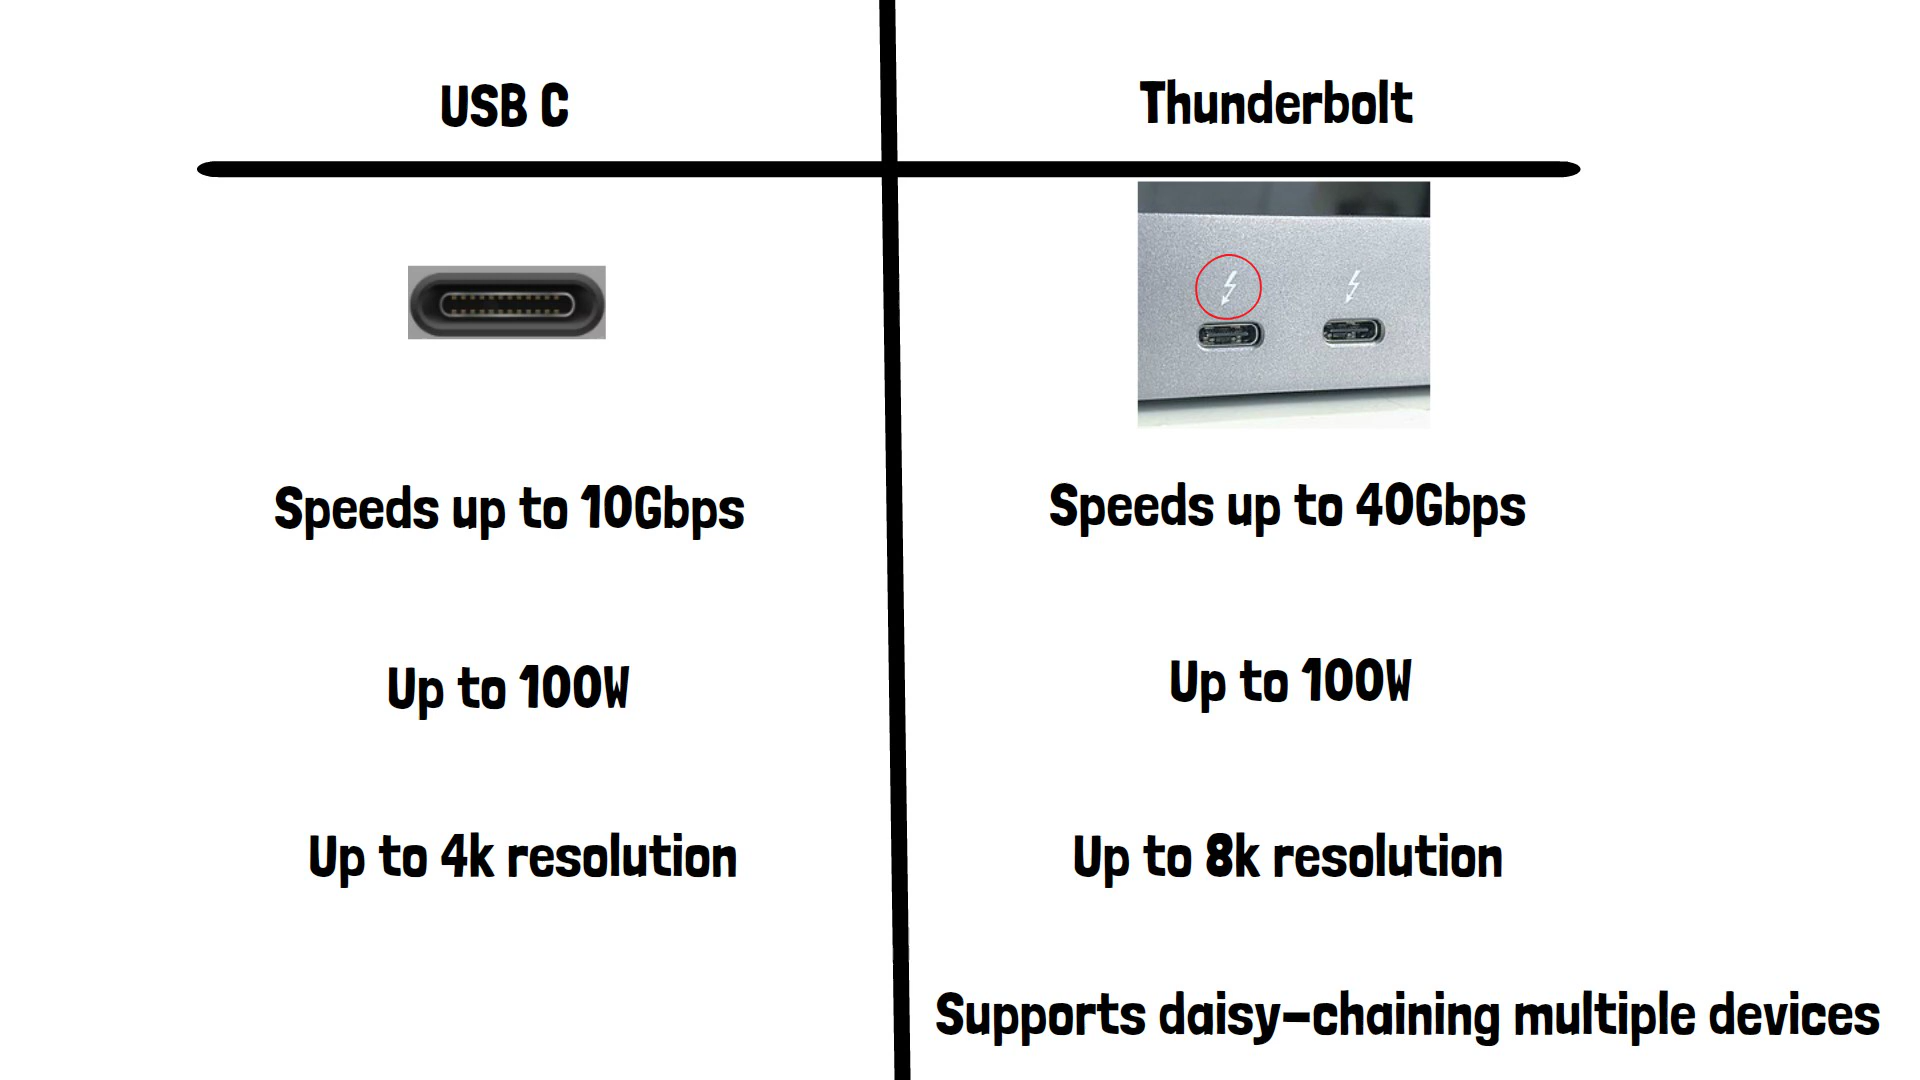 USB C
Thunderbolt
Speeds up to 10Gbps
Speeds up to 40Gbps
Up to 100W
Up to 100W
Up to 4k resolution
Up to 8k resolution
Supports daisy-chaining multiple devices